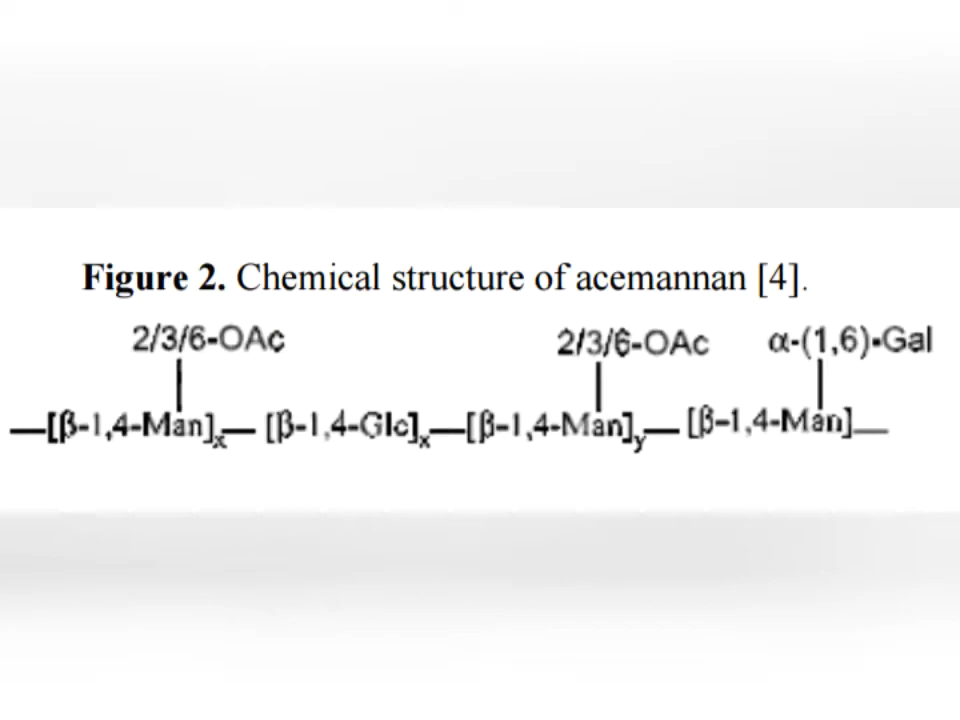 Figure 2. Chemical structure of acemannan [4].
2/3/6-OAc 2/3/6-OAc α-(1,6)-Gal
—[β-1,4-Man]x— [β-1,4-Glc]x—[β-1,4-Man]y— [β-1,4-Man]—